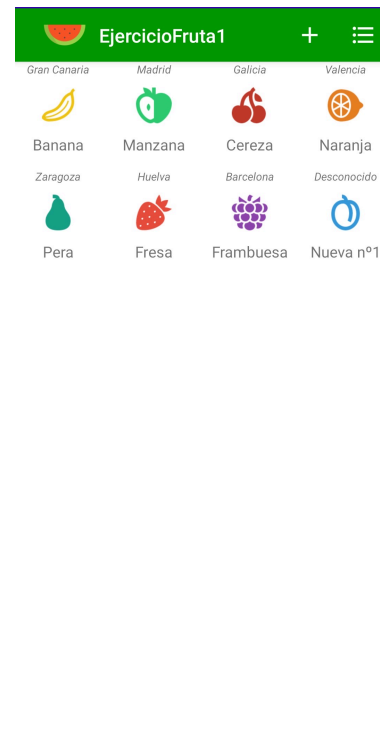 EjercicioFruta1
Gran Canaria Madrid Galicia Valencia
Banana Manzana Cereza Naranja
Zaragoza Huelva Barcelona Desconocido
Pera Fresa Frambuesa Nueva nº1